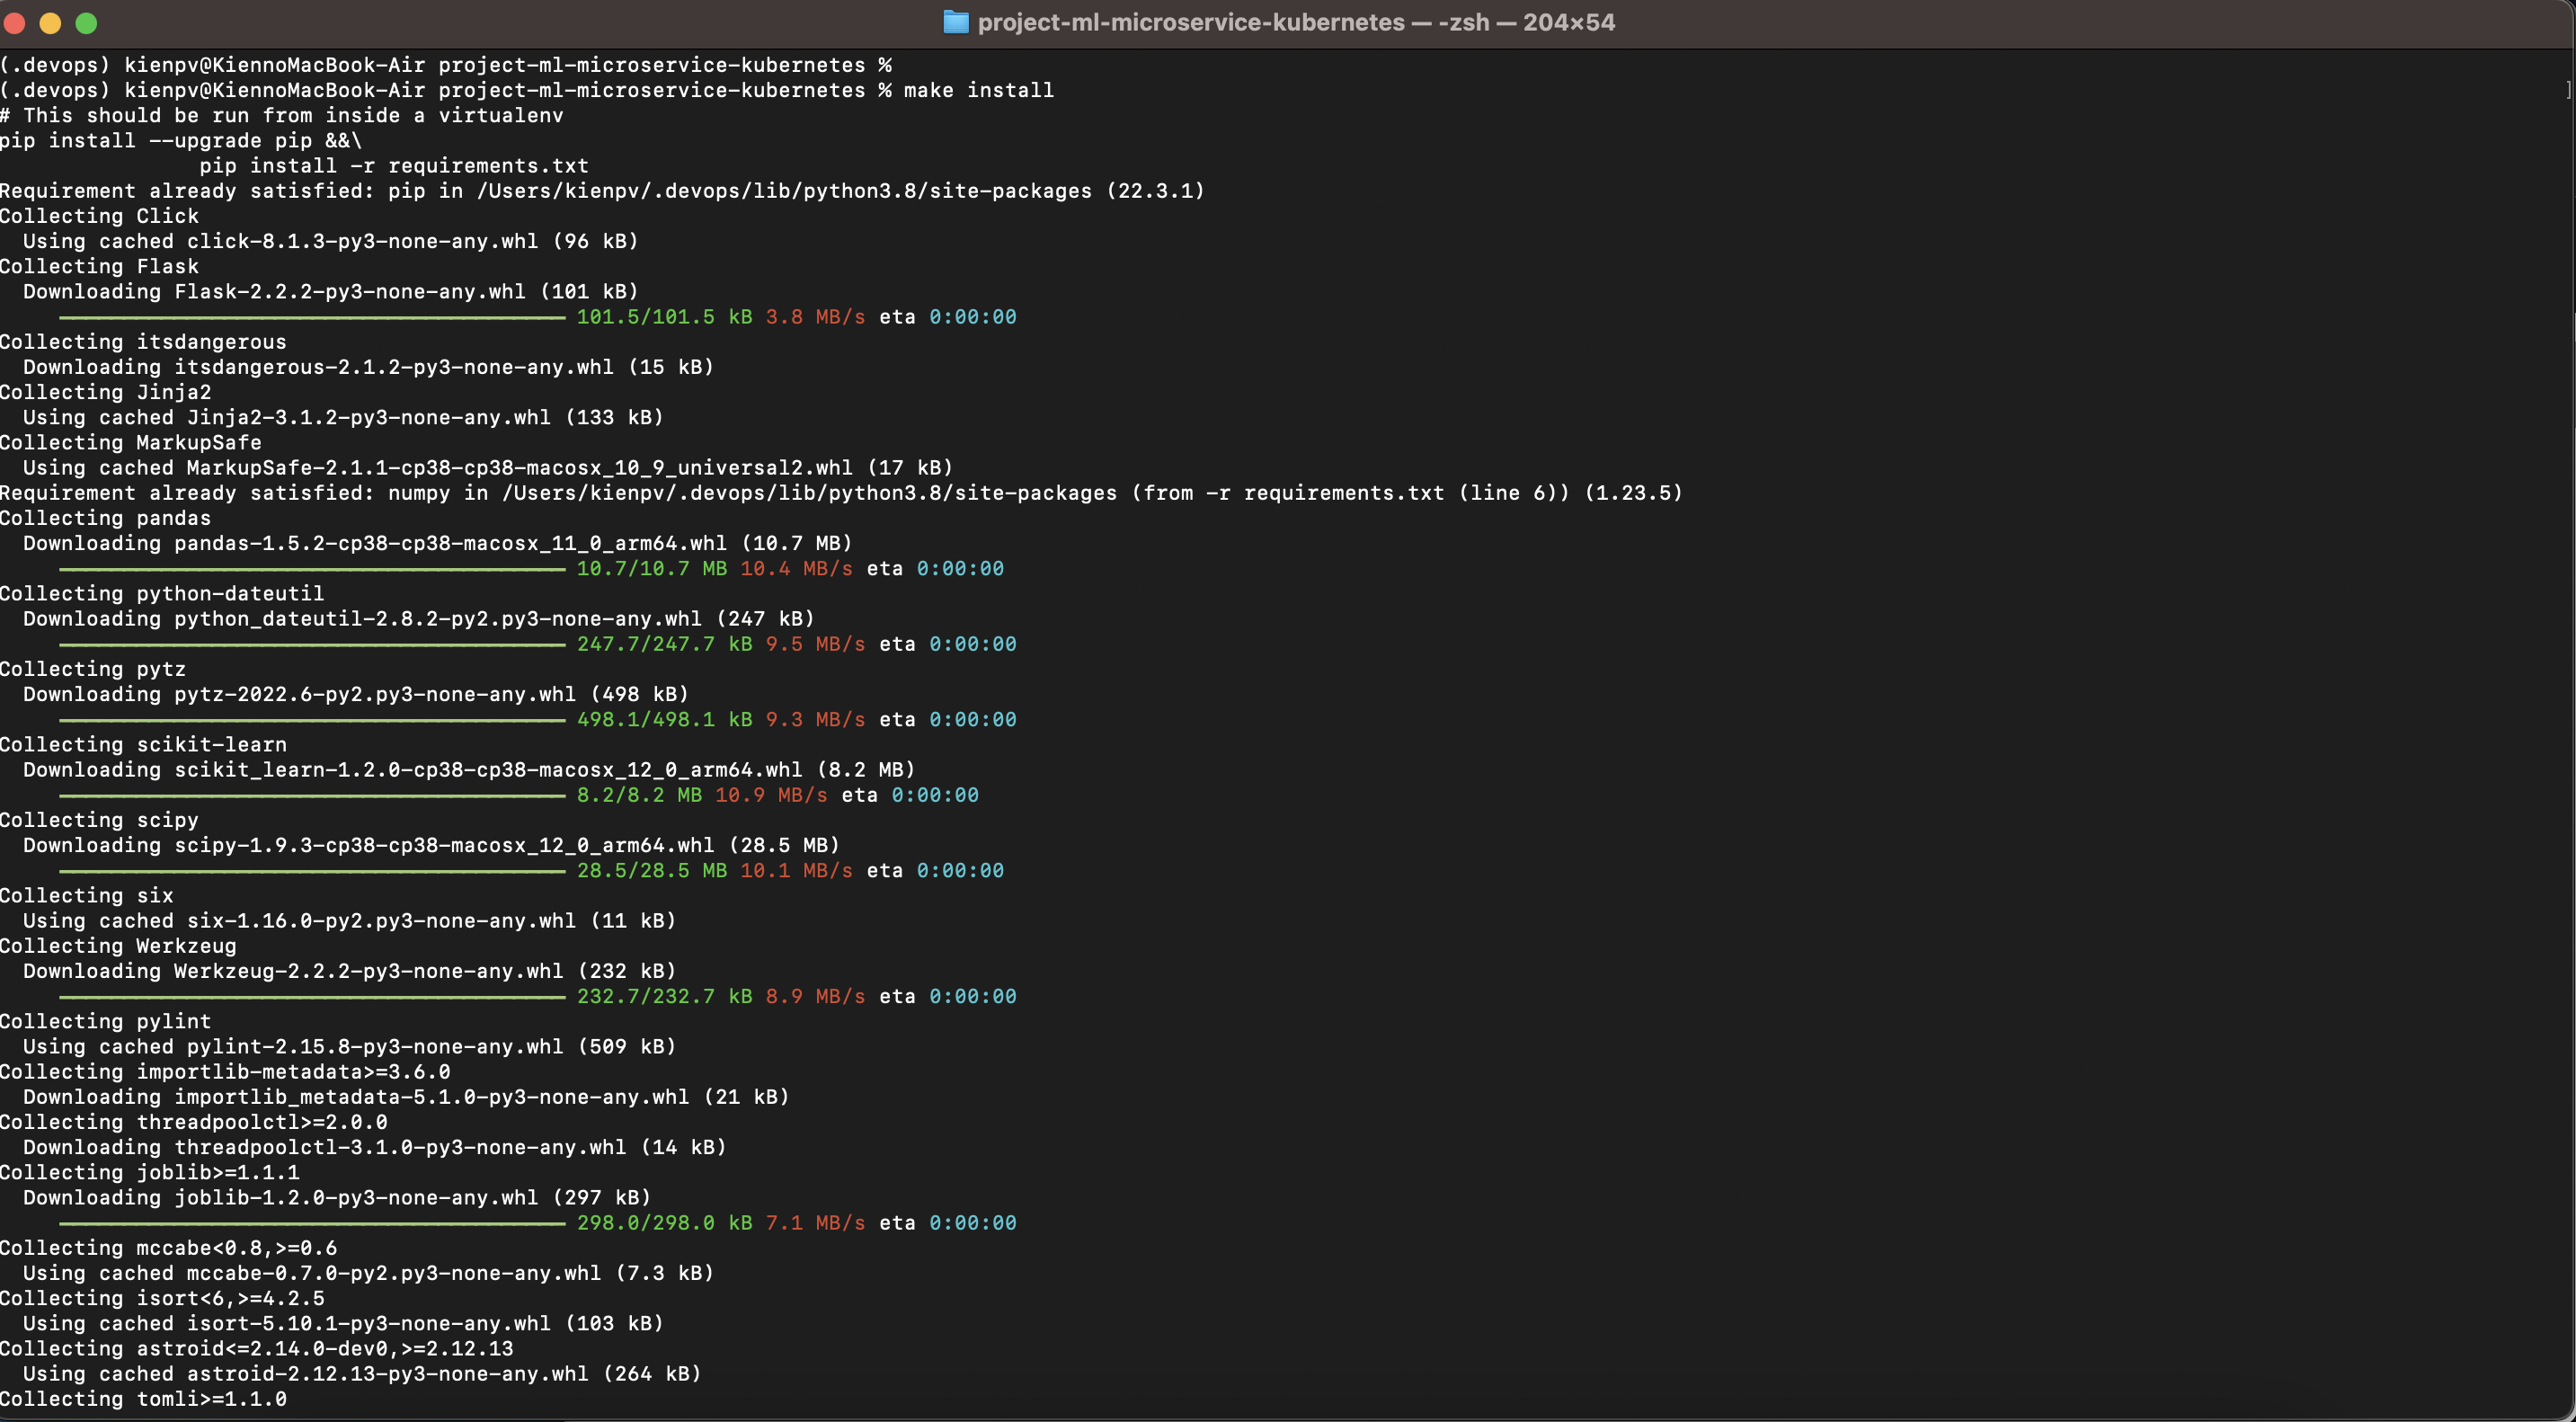 project-ml-microservice-kubernetes — -zsh — 204×54
(.devops) kienpv@KiennoMacBook-Air project-ml-microservice-kubernetes %
(.devops) kienpv@KiennoMacBook-Air project-ml-microservice-kubernetes % make install ]
# This should be run from inside a virtualenv
pip install --upgrade pip &&\
                pip install -r requirements.txt
Requirement already satisfied: pip in /Users/kienpv/.devops/lib/python3.8/site-packages (22.3.1)
Collecting Click
  Using cached click-8.1.3-py3-none-any.whl (96 kB)
Collecting Flask
  Downloading Flask-2.2.2-py3-none-any.whl (101 kB)
     ━━━━━━━━━━━━━━━━━━━━━━━━━━━━━━━━━━━━━━━━ 101.5/101.5 kB 3.8 MB/s eta 0:00:00
Collecting itsdangerous
  Downloading itsdangerous-2.1.2-py3-none-any.whl (15 kB)
Collecting Jinja2
  Using cached Jinja2-3.1.2-py3-none-any.whl (133 kB)
Collecting MarkupSafe
  Using cached MarkupSafe-2.1.1-cp38-cp38-macosx_10_9_universal2.whl (17 kB)
Requirement already satisfied: numpy in /Users/kienpv/.devops/lib/python3.8/site-packages (from -r requirements.txt (line 6)) (1.23.5)
Collecting pandas
  Downloading pandas-1.5.2-cp38-cp38-macosx_11_0_arm64.whl (10.7 MB)
     ━━━━━━━━━━━━━━━━━━━━━━━━━━━━━━━━━━━━━━━━ 10.7/10.7 MB 10.4 MB/s eta 0:00:00
Collecting python-dateutil
  Downloading python_dateutil-2.8.2-py2.py3-none-any.whl (247 kB)
     ━━━━━━━━━━━━━━━━━━━━━━━━━━━━━━━━━━━━━━━━ 247.7/247.7 kB 9.5 MB/s eta 0:00:00
Collecting pytz
  Downloading pytz-2022.6-py2.py3-none-any.whl (498 kB)
     ━━━━━━━━━━━━━━━━━━━━━━━━━━━━━━━━━━━━━━━━ 498.1/498.1 kB 9.3 MB/s eta 0:00:00
Collecting scikit-learn
  Downloading scikit_learn-1.2.0-cp38-cp38-macosx_12_0_arm64.whl (8.2 MB)
     ━━━━━━━━━━━━━━━━━━━━━━━━━━━━━━━━━━━━━━━━ 8.2/8.2 MB 10.9 MB/s eta 0:00:00
Collecting scipy
  Downloading scipy-1.9.3-cp38-cp38-macosx_12_0_arm64.whl (28.5 MB)
     ━━━━━━━━━━━━━━━━━━━━━━━━━━━━━━━━━━━━━━━━ 28.5/28.5 MB 10.1 MB/s eta 0:00:00
Collecting six
  Using cached six-1.16.0-py2.py3-none-any.whl (11 kB)
Collecting Werkzeug
  Downloading Werkzeug-2.2.2-py3-none-any.whl (232 kB)
     ━━━━━━━━━━━━━━━━━━━━━━━━━━━━━━━━━━━━━━━━ 232.7/232.7 kB 8.9 MB/s eta 0:00:00
Collecting pylint
  Using cached pylint-2.15.8-py3-none-any.whl (509 kB)
Collecting importlib-metadata>=3.6.0
  Downloading importlib_metadata-5.1.0-py3-none-any.whl (21 kB)
Collecting threadpoolctl>=2.0.0
  Downloading threadpoolctl-3.1.0-py3-none-any.whl (14 kB)
Collecting joblib>=1.1.1
  Downloading joblib-1.2.0-py3-none-any.whl (297 kB)
     ━━━━━━━━━━━━━━━━━━━━━━━━━━━━━━━━━━━━━━━━ 298.0/298.0 kB 7.1 MB/s eta 0:00:00
Collecting mccabe<0.8,>=0.6
  Using cached mccabe-0.7.0-py2.py3-none-any.whl (7.3 kB)
Collecting isort<6,>=4.2.5
  Using cached isort-5.10.1-py3-none-any.whl (103 kB)
Collecting astroid<=2.14.0-dev0,>=2.12.13
  Using cached astroid-2.12.13-py3-none-any.whl (264 kB)
Collecting tomli>=1.1.0